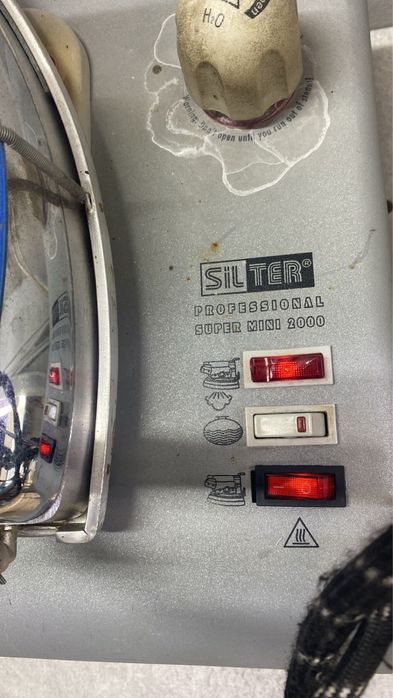 H₂O
Warning: Don't open until you run out of steam!
SILTER®
PROFESSIONAL
SUPER MINI 2000